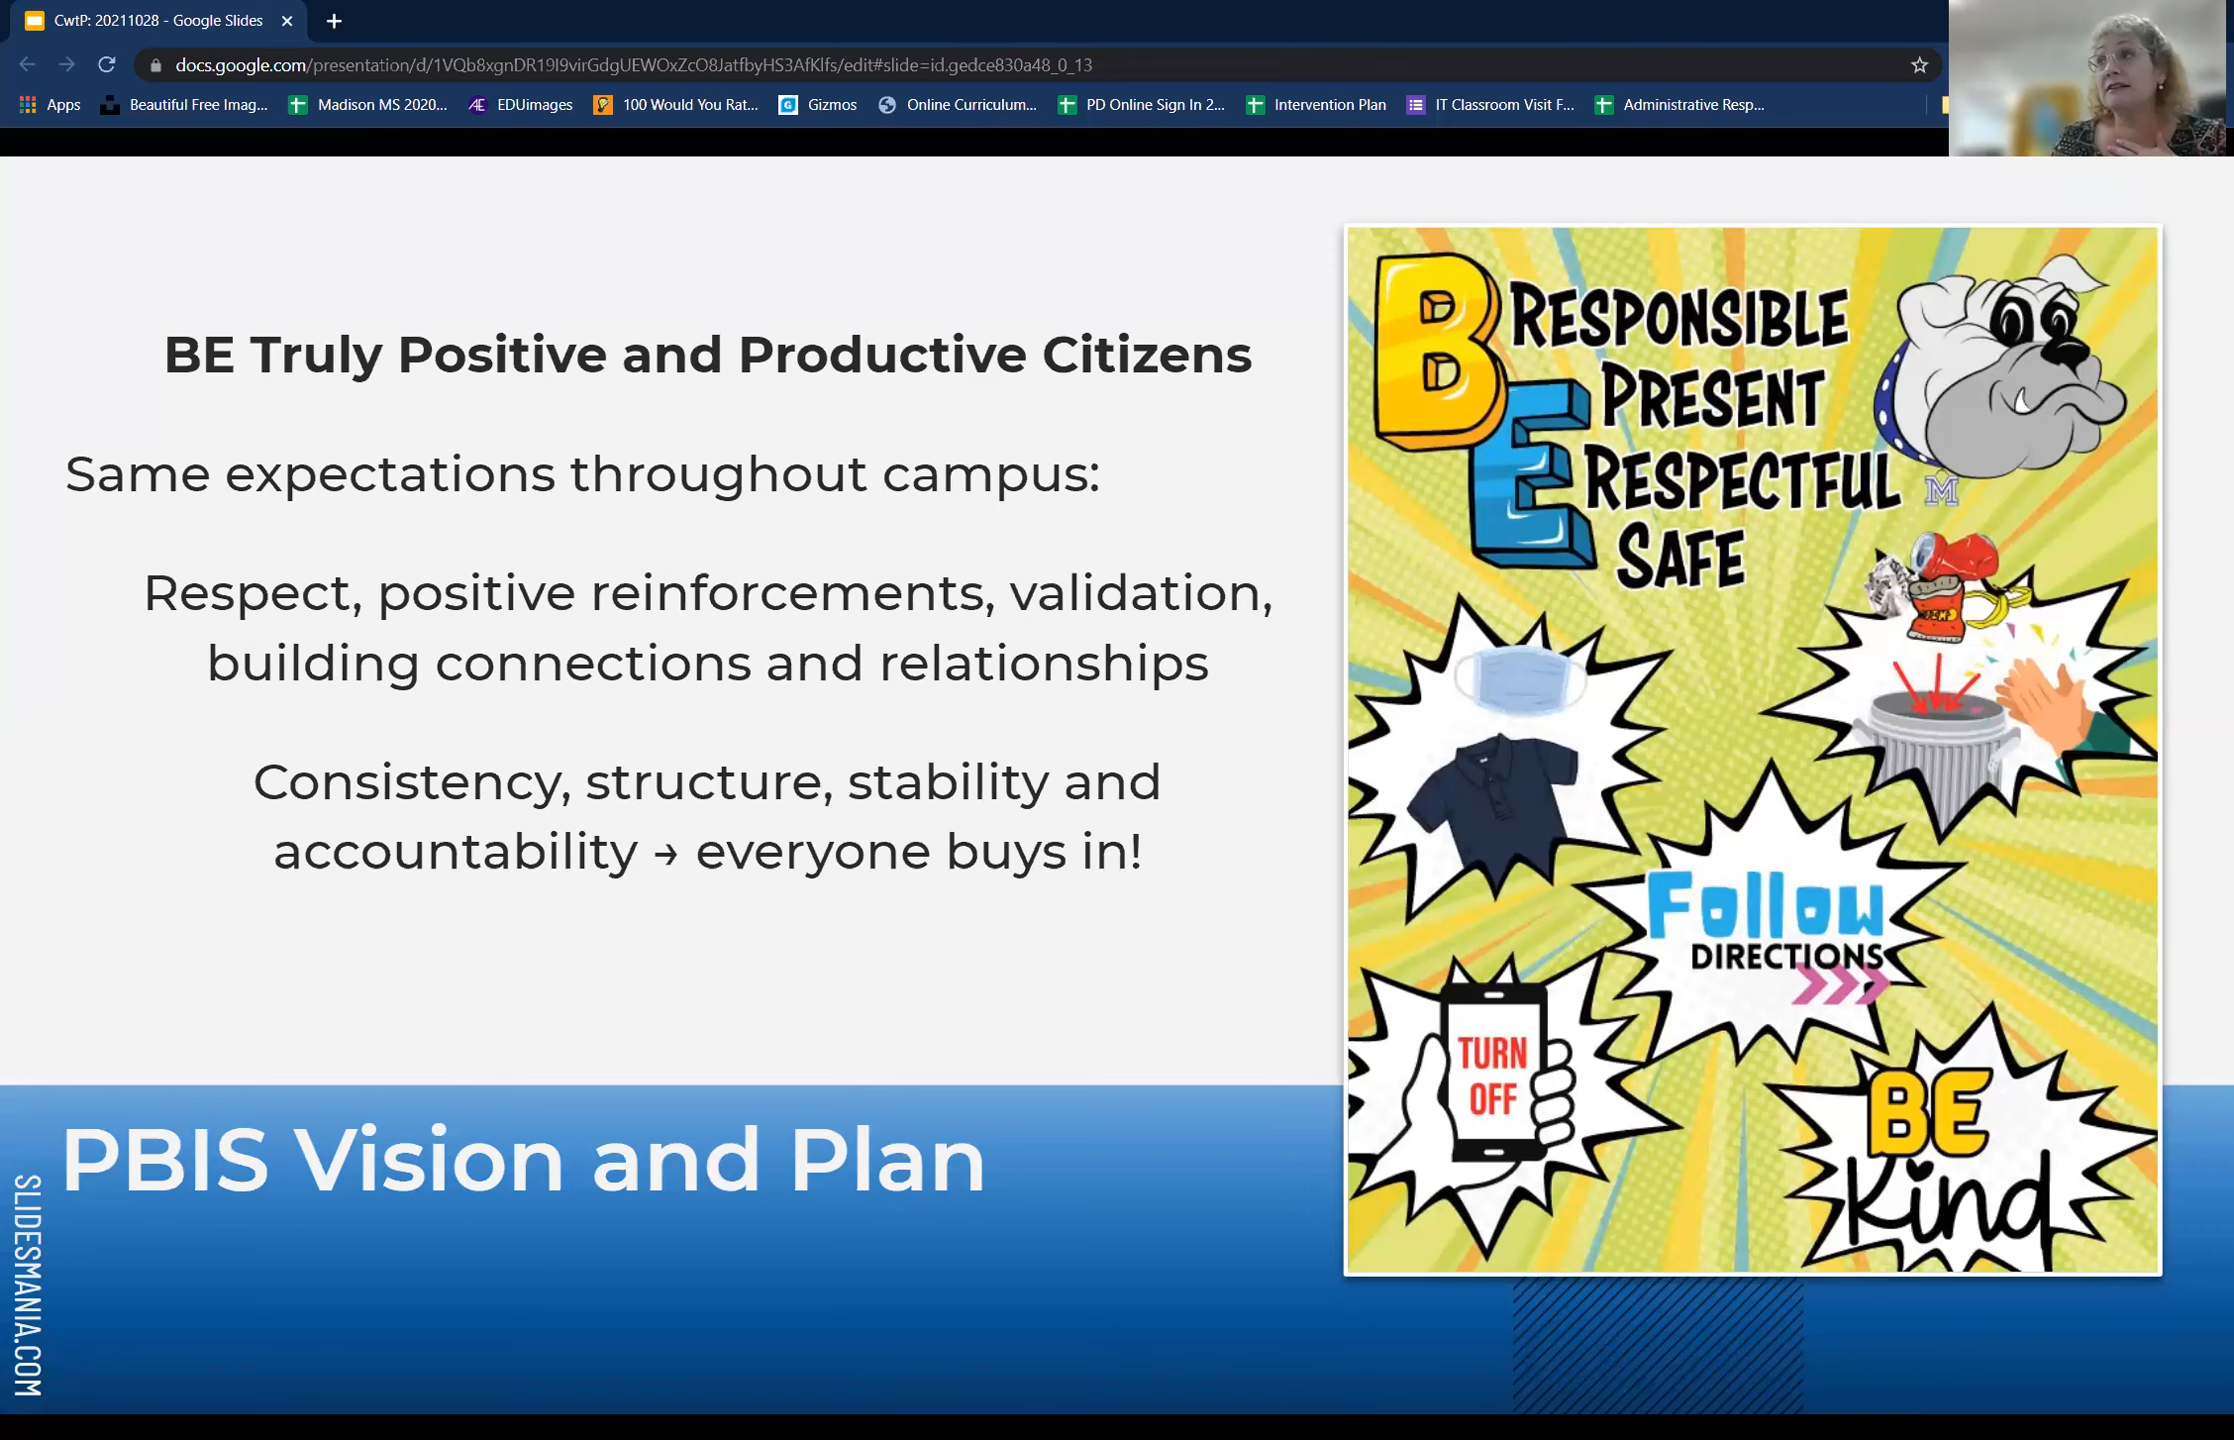 CwtP: 20211028 - Google Slides
docs.google.com/presentation/d/1VQb8xgnDR19I9virGdgUEWOxZcO8JatfbyHS3AfKlfs/edit#slide=id.gedce830a48_0_13
Apps Beautiful Free Imag... Madison MS 2020... EDUimages 100 Would You Rat... Gizmos Online Curriculum... PD Online Sign In 2... Intervention Plan IT Classroom Visit F... Administrative Resp...
BE Truly Positive and Productive Citizens
Same expectations throughout campus:
Respect, positive reinforcements, validation,
building connections and relationships
Consistency, structure, stability and
accountability → everyone buys in!
PBIS Vision and Plan
SLIDESMANIA.COM
BE
RESPONSIBLE
PRESENT
RESPECTFUL
SAFE
M
Follow
DIRECTIONS
TURN
OFF
BE
Kind